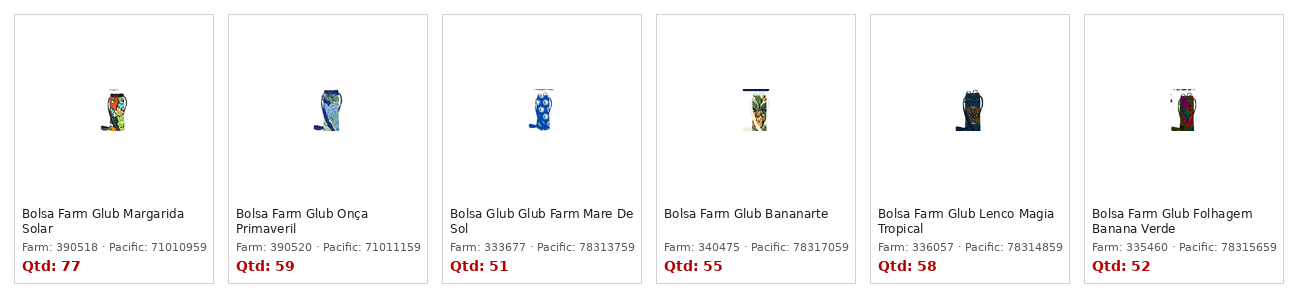 Bolsa Farm Glub Margarida
Solar
Farm: 390518 · Pacific: 71010959
Qtd: 77
Bolsa Farm Glub Onça
Primaveril
Farm: 390520 · Pacific: 71011159
Qtd: 59
Bolsa Glub Glub Farm Mare De
Sol
Farm: 333677 · Pacific: 78313759
Qtd: 51
Bolsa Farm Glub Bananarte
Farm: 340475 · Pacific: 78317059
Qtd: 55
Bolsa Farm Glub Lenco Magia
Tropical
Farm: 336057 · Pacific: 78314859
Qtd: 58
Bolsa Farm Glub Folhagem
Banana Verde
Farm: 335460 · Pacific: 78315659
Qtd: 52